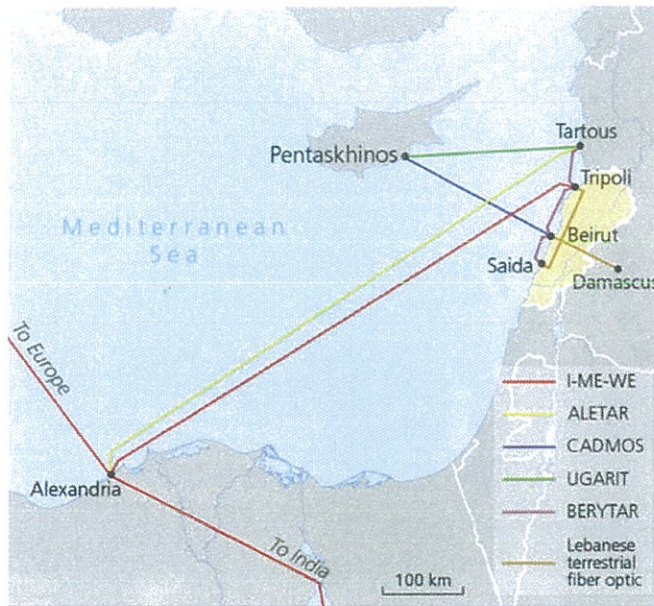 Tartous
Pentaskhinos
Tripoli
Mediterranean
Sea
Beirut
Saida
Damascus
To Europe
I-ME-WE
ALETAR
CADMOS
UGARIT
BERYTAR
Lebanese
terrestrial
fiber optic
Alexandria
To India
100 km